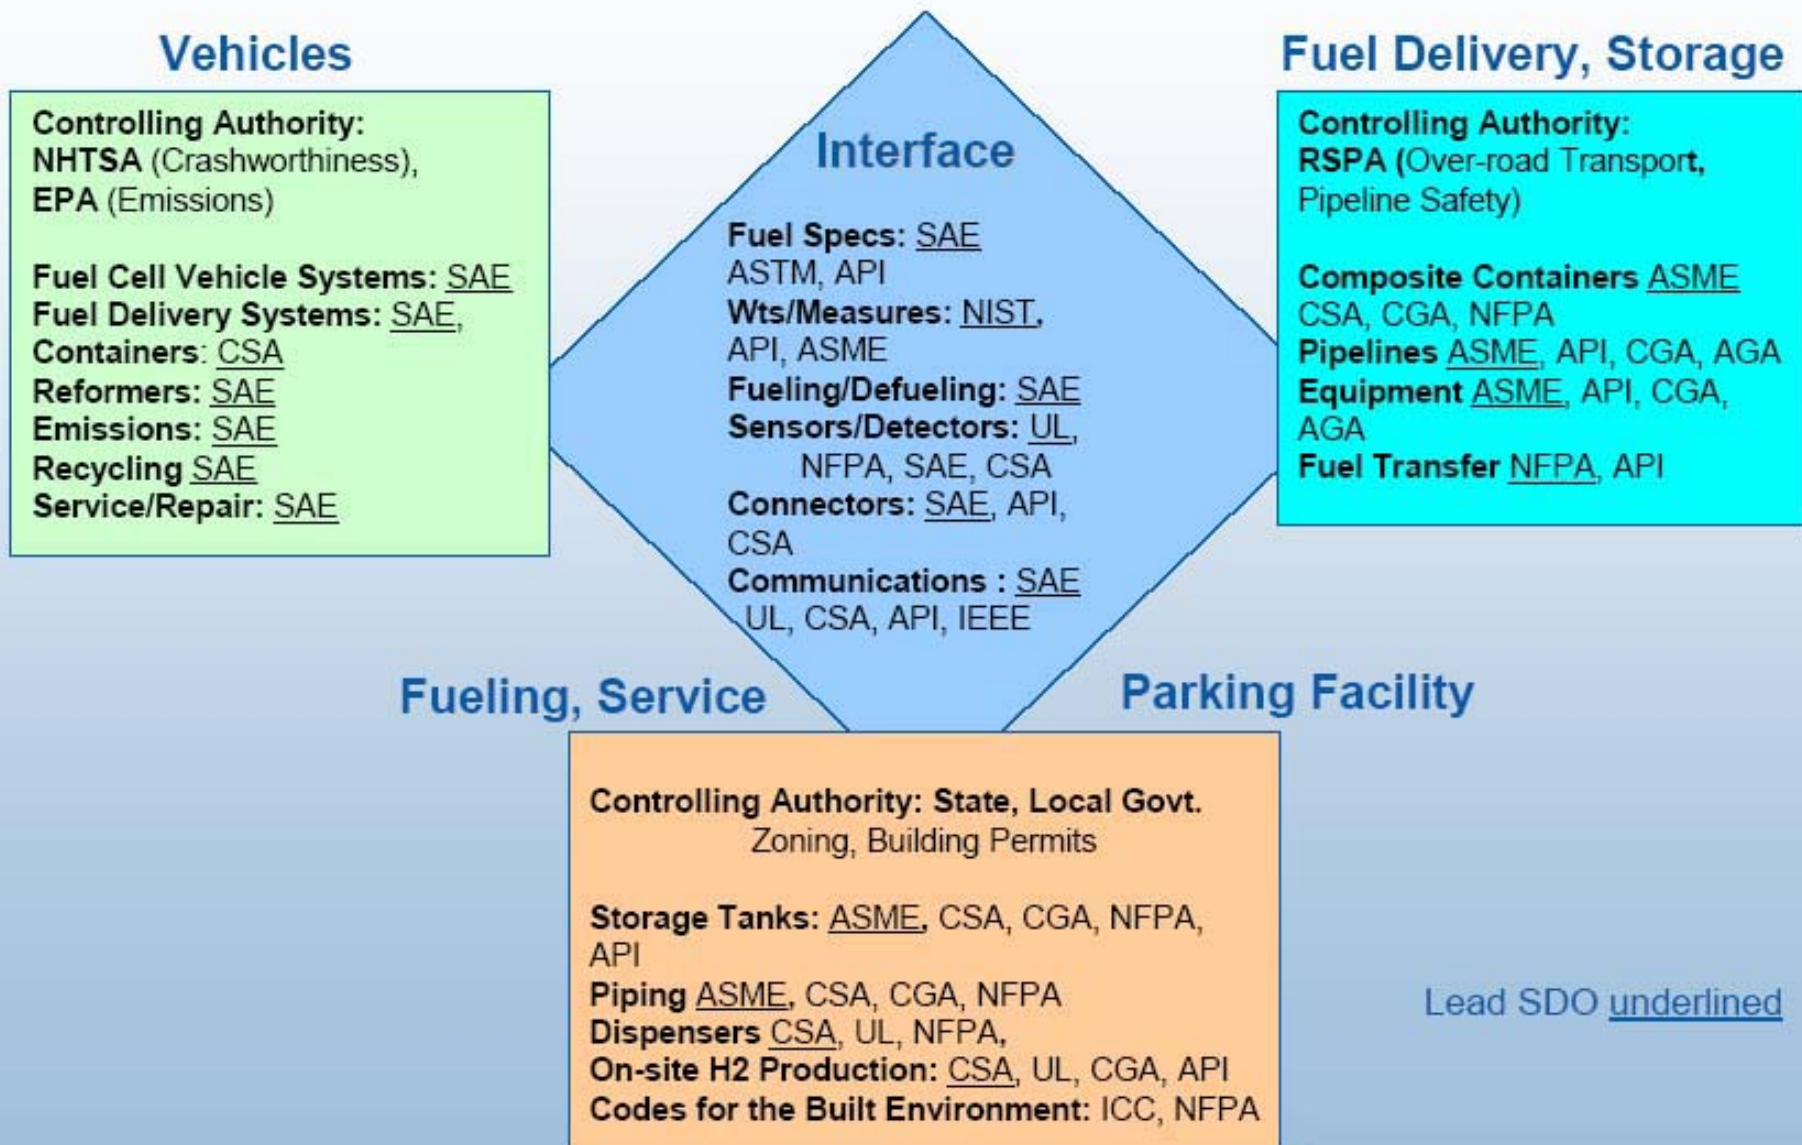 Vehicles
Controlling Authority:
NHTSA (Crashworthiness),
EPA (Emissions)
Fuel Cell Vehicle Systems: SAE
Fuel Delivery Systems: SAE,
Containers: CSA
Reformers: SAE
Emissions: SAE
Recycling SAE
Service/Repair: SAE
Interface
Fuel Specs: SAE
ASTM, API
Wts/Measures: NIST,
API, ASME
Fueling/Defueling: SAE
Sensors/Detectors: UL,
NFPA, SAE, CSA
Connectors: SAE, API,
CSA
Communications : SAE
UL, CSA, API, IEEE
Fuel Delivery, Storage
Controlling Authority:
RSPA (Over-road Transport,
Pipeline Safety)
Composite Containers ASME
CSA, CGA, NFPA
Pipelines ASME, API, CGA, AGA
Equipment ASME, API, CGA,
AGA
Fuel Transfer NFPA, API
Fueling, Service
Parking Facility
Controlling Authority: State, Local Govt.
Zoning, Building Permits
Storage Tanks: ASME, CSA, CGA, NFPA,
API
Piping ASME, CSA, CGA, NFPA
Dispensers CSA, UL, NFPA,
On-site H2 Production: CSA, UL, CGA, API
Codes for the Built Environment: ICC, NFPA
Lead SDO underlined